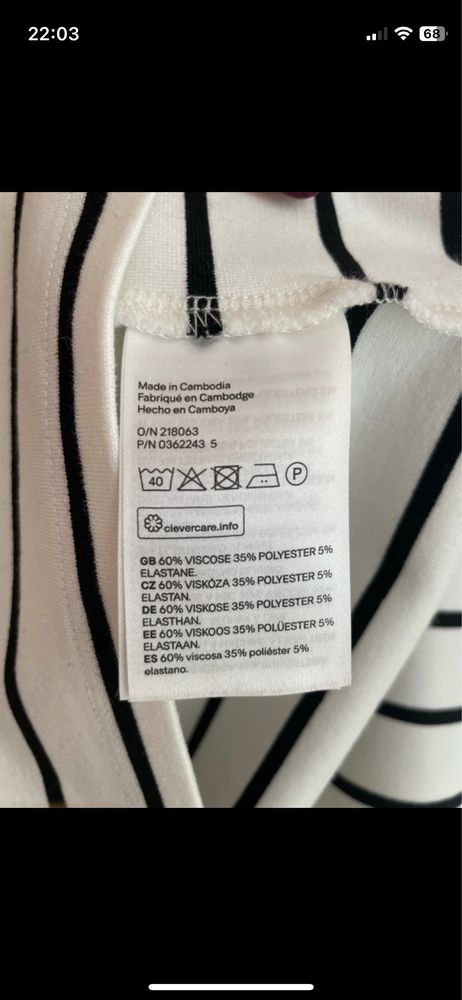 22:03
68
Made in Cambodia
Fabriqué en Cambodge
Hecho en Camboya
O/N 218063
P/N 0362243 5
40 P
clevercare.info
GB 60% VISCOSE 35% POLYESTER 5%
ELASTANE.
CZ 60% VISKÓZA 35% POLYESTER 5%
ELASTAN.
DE 60% VISKOSE 35% POLYESTER 5%
ELASTHAN.
EE 60% VISKOOS 35% POLÜESTER 5%
ELASTAAN.
ES 60% viscosa 35% poliéster 5%
elastano.